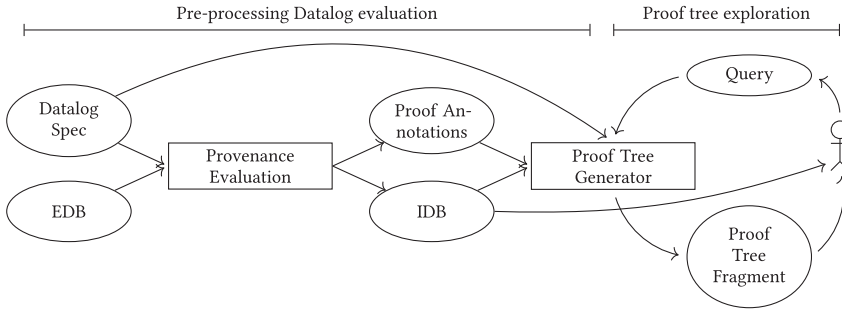 Pre-processing Datalog evaluation
Proof tree exploration
Query
Datalog
Spec
Proof An-
notations
Provenance
Evaluation
Proof Tree
Generator
EDB
IDB
Proof
Tree
Fragment